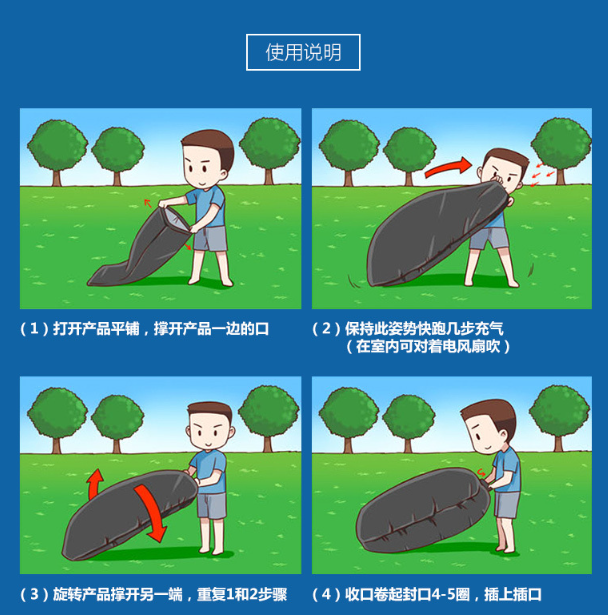 使用说明
（1）打开产品平铺，撑开产品一边的口
（2）保持此姿势快跑几步充气
（在室内可对着电风扇吹）
（3）旋转产品撑开另一端，重复1和2步骤
（4）收口卷起封口4-5圈，插上插口